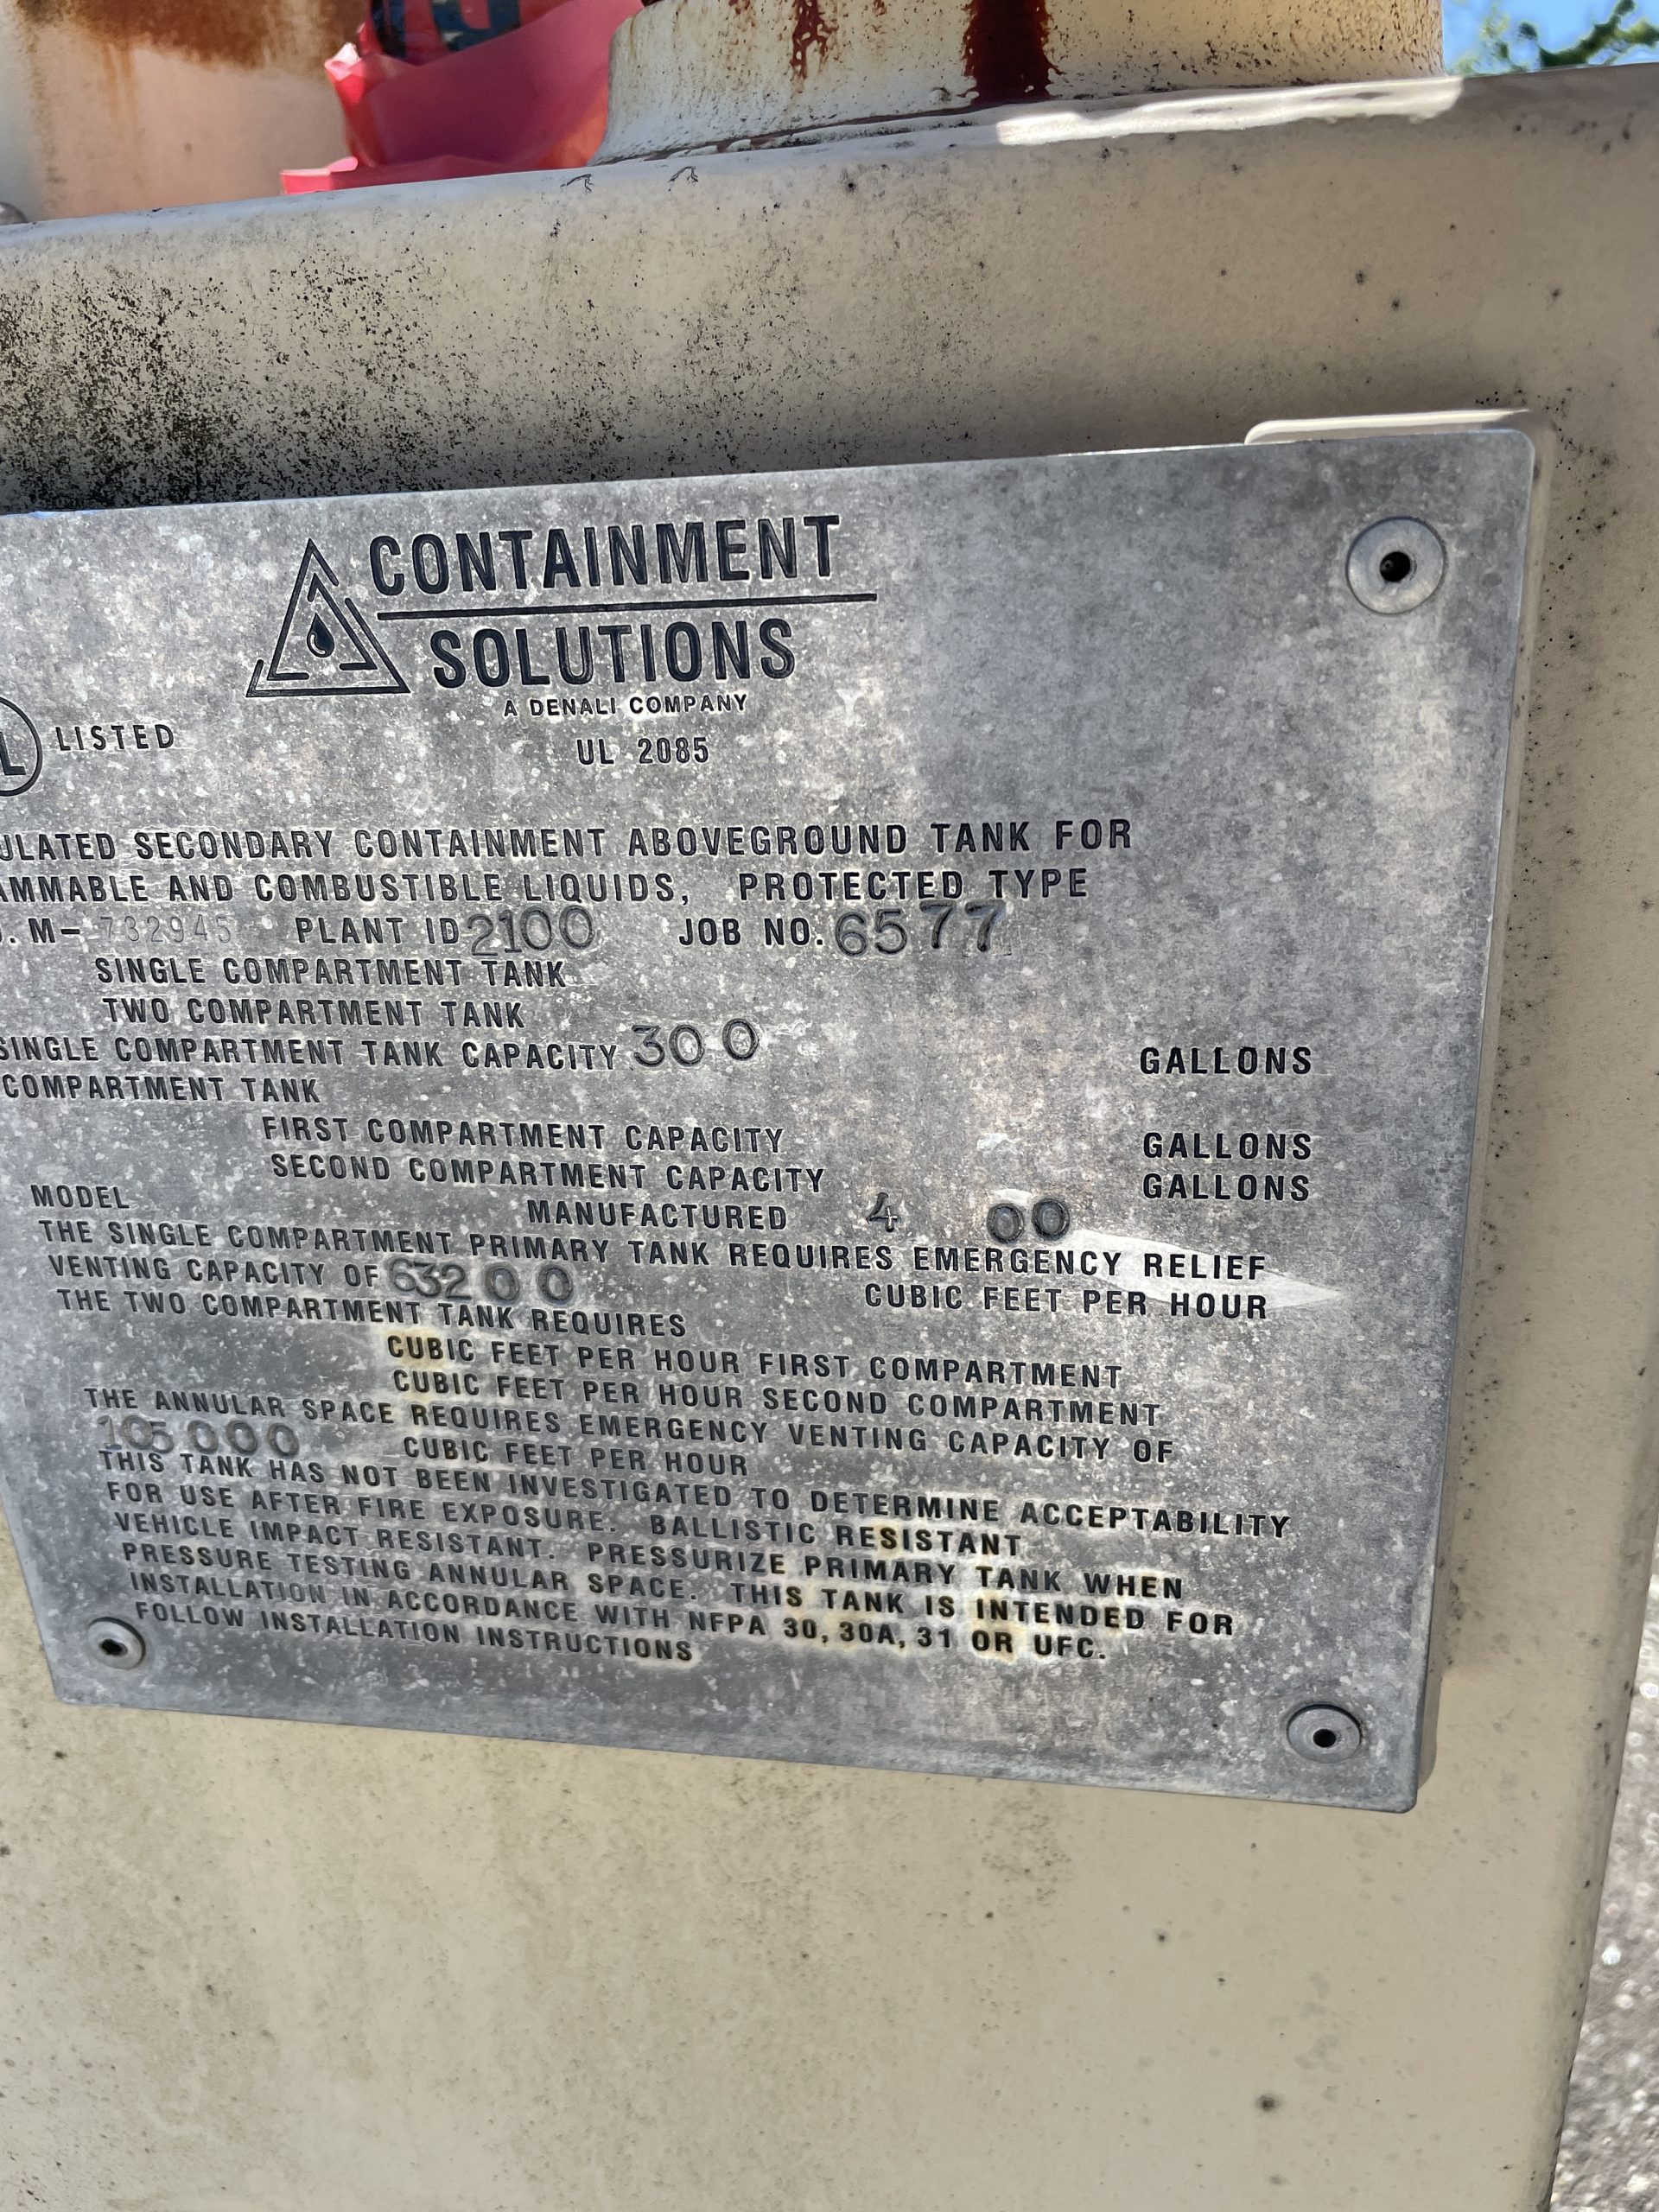 CONTAINMENT
SOLUTIONS
A DENALI COMPANY
LISTED
UL 2085
ULATED SECONDARY CONTAINMENT ABOVEGROUND TANK FOR
AMMABLE AND COMBUSTIBLE LIQUIDS, PROTECTED TYPE
. M- 732945 PLANT ID 2100 JOB NO. 6577
SINGLE COMPARTMENT TANK
TWO COMPARTMENT TANK
SINGLE COMPARTMENT TANK CAPACITY 300 GALLONS
COMPARTMENT TANK
FIRST COMPARTMENT CAPACITY GALLONS
SECOND COMPARTMENT CAPACITY GALLONS
MODEL MANUFACTURED 4 00
THE SINGLE COMPARTMENT PRIMARY TANK REQUIRES EMERGENCY RELIEF
VENTING CAPACITY OF 63200 CUBIC FEET PER HOUR
THE TWO COMPARTMENT TANK REQUIRES
CUBIC FEET PER HOUR FIRST COMPARTMENT
CUBIC FEET PER HOUR SECOND COMPARTMENT
THE ANNULAR SPACE REQUIRES EMERGENCY VENTING CAPACITY OF
105000 CUBIC FEET PER HOUR
THIS TANK HAS NOT BEEN INVESTIGATED TO DETERMINE ACCEPTABILITY
FOR USE AFTER FIRE EXPOSURE. BALLISTIC RESISTANT
VEHICLE IMPACT RESISTANT. PRESSURIZE PRIMARY TANK WHEN
PRESSURE TESTING ANNULAR SPACE. THIS TANK IS INTENDED FOR
INSTALLATION IN ACCORDANCE WITH NFPA 30, 30A, 31 OR UFC.
FOLLOW INSTALLATION INSTRUCTIONS